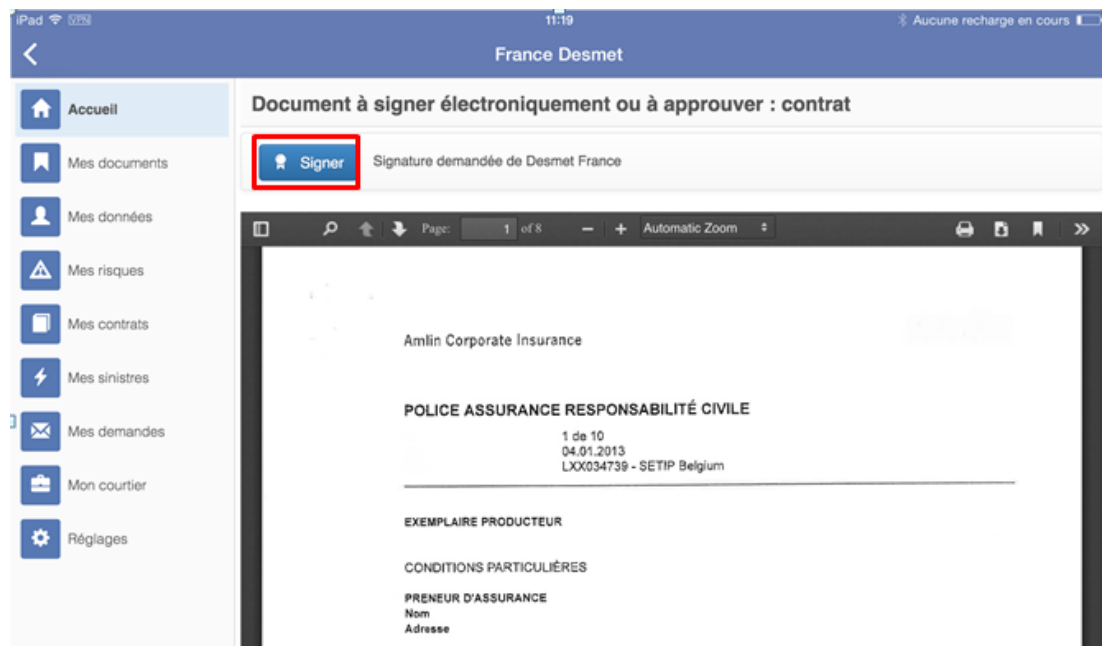 iPad VPN 11:19 Aucune recharge en cours
France Desmet
Accueil
Mes documents
Mes données
Mes risques
Mes contrats
Mes sinistres
Mes demandes
Mon courtier
Réglages
Document à signer électroniquement ou à approuver : contrat
Signer Signature demandée de Desmet France
Page: 1 of 8 Automatic Zoom
Amlin Corporate Insurance
POLICE ASSURANCE RESPONSABILITÉ CIVILE
1 de 10
04.01.2013
LXX034739 - SETIP Belgium
EXEMPLAIRE PRODUCTEUR
CONDITIONS PARTICULIÈRES
PRENEUR D'ASSURANCE
Nom
Adresse